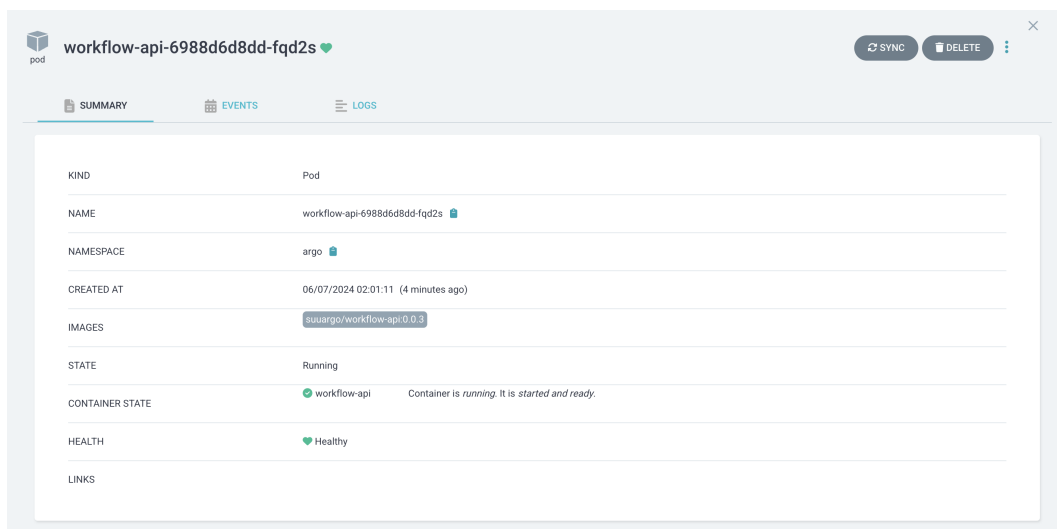 workflow-api-6988d6d8dd-fqd2s
pod
SYNC
DELETE
SUMMARY
EVENTS
LOGS
KIND Pod
NAME workflow-api-6988d6d8dd-fqd2s
NAMESPACE argo
CREATED AT 06/07/2024 02:01:11 (4 minutes ago)
IMAGES suuargo/workflow-api:0.0.3
STATE Running
CONTAINER STATE workflow-api Container is running. It is started and ready.
HEALTH Healthy
LINKS